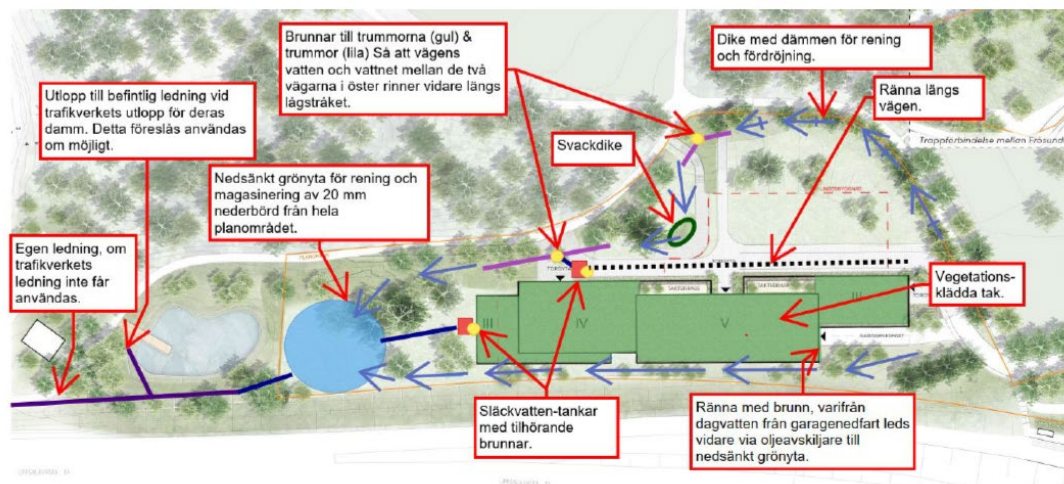 Brunnar till trummorna (gul) &
trummor (lila) Så att vägens
vatten och vattnet mellan de två
vägarna i öster rinner vidare längs
lågstråket.
Dike med dämmen för rening
och fördröjning.
Utlopp till befintlig ledning vid
trafikverkets utlopp för deras
damm. Detta föreslås användas
om möjligt.
Ränna längs
vägen.
Svackdike
Trappförbindelse mellan Frösund
Nedsänkt grönyta för rening och
magasinering av 20 mm
nederbörd från hela
planområdet.
Egen ledning, om
trafikverkets
ledning inte får
användas.
Vegetations-
klädda tak.
III
IV
V
III
Släckvatten-tankar
med tilhörande
brunnar.
Ränna med brunn, varifrån
dagvatten från garagenedfart leds
vidare via oljeavskiljare till
nedsänkt grönyta.